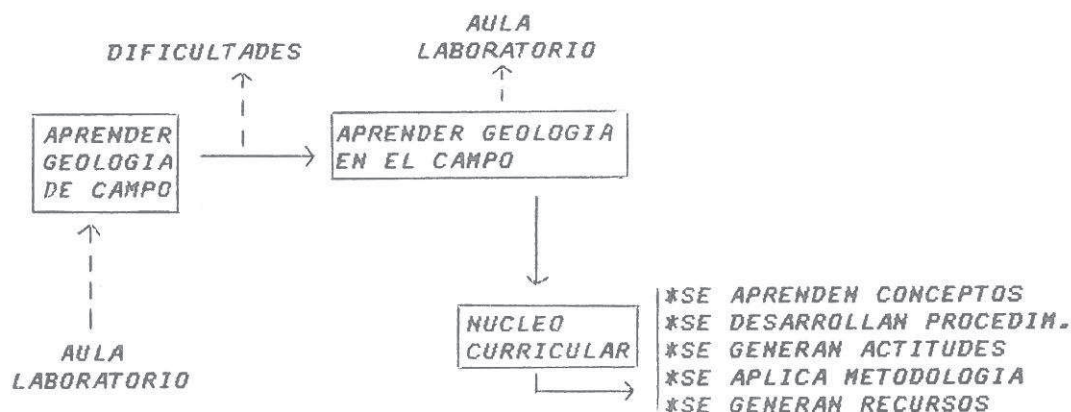 AULA
LABORATORIO
DIFICULTADES
APRENDER
GEOLOGIA
DE CAMPO
APRENDER GEOLOGIA
EN EL CAMPO
NUCLEO
CURRICULAR
*SE APRENDEN CONCEPTOS
*SE DESARROLLAN PROCEDIM.
*SE GENERAN ACTITUDES
*SE APLICA METODOLOGIA
*SE GENERAN RECURSOS
AULA
LABORATORIO